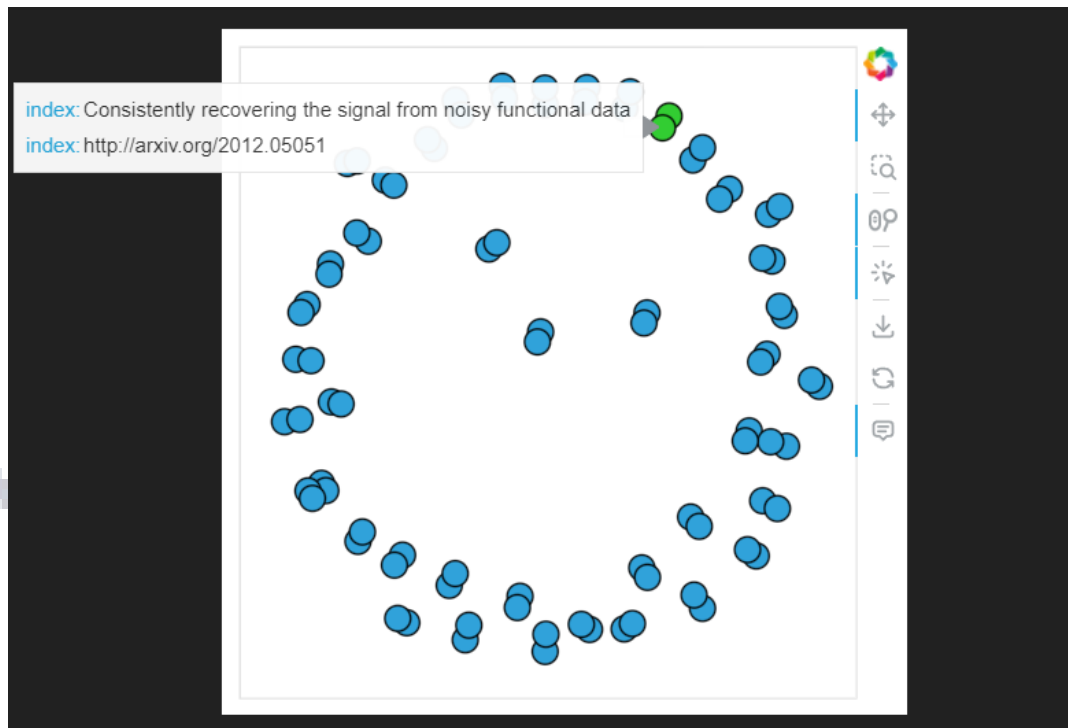 index: Consistently recovering the signal from noisy functional data
index: http://arxiv.org/2012.05051